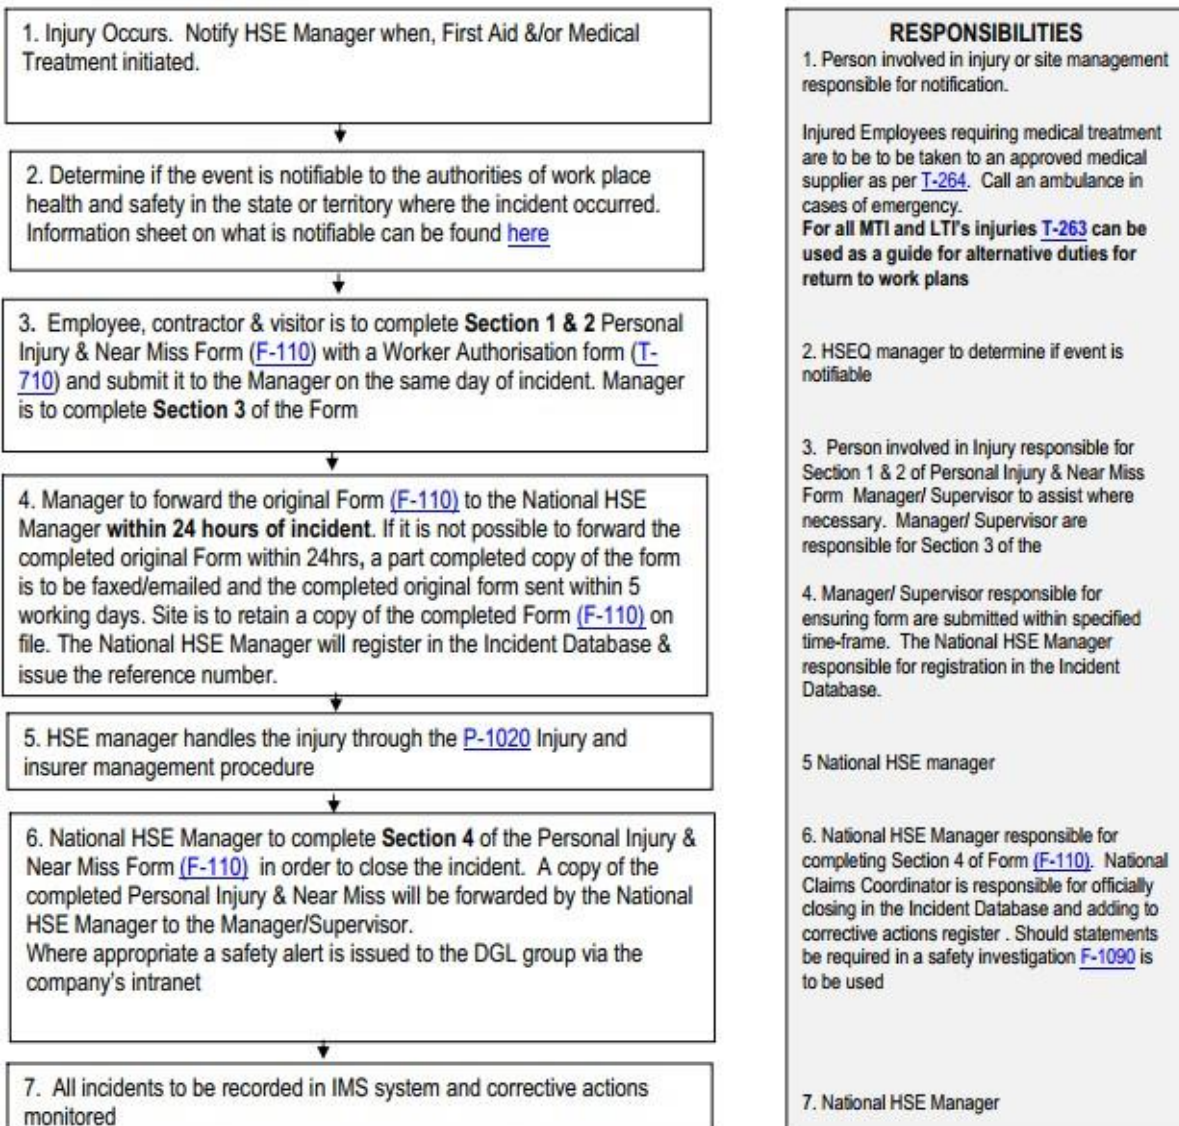 1. Injury Occurs. Notify HSE Manager when, First Aid &/or Medical
Treatment initiated.
2. Determine if the event is notifiable to the authorities of work place
health and safety in the state or territory where the incident occurred.
Information sheet on what is notifiable can be found here
3. Employee, contractor & visitor is to complete Section 1 & 2 Personal
Injury & Near Miss Form (F-110) with a Worker Authorisation form (T-
710) and submit it to the Manager on the same day of incident. Manager
is to complete Section 3 of the Form
4. Manager to forward the original Form (F-110) to the National HSE
Manager within 24 hours of incident. If it is not possible to forward the
completed original Form within 24hrs, a part completed copy of the form
is to be faxed/emailed and the completed original form sent within 5
working days. Site is to retain a copy of the completed Form (F-110) on
file. The National HSE Manager will register in the Incident Database &
issue the reference number.
5. HSE manager handles the injury through the P-1020 Injury and
insurer management procedure
6. National HSE Manager to complete Section 4 of the Personal Injury &
Near Miss Form (F-110) in order to close the incident. A copy of the
completed Personal Injury & Near Miss will be forwarded by the National
HSE Manager to the Manager/Supervisor.
Where appropriate a safety alert is issued to the DGL group via the
company's intranet
7. All incidents to be recorded in IMS system and corrective actions
monitored
RESPONSIBILITIES
1. Person involved in injury or site management
responsible for notification.
Injured Employees requiring medical treatment
are to be to be taken to an approved medical
supplier as per T-264. Call an ambulance in
cases of emergency.
For all MTI and LTI's injuries T-263 can be
used as a guide for alternative duties for
return to work plans
2. HSEQ manager to determine if event is
notifiable
3. Person involved in Injury responsible for
Section 1 & 2 of Personal Injury & Near Miss
Form Manager/ Supervisor to assist where
necessary. Manager/ Supervisor are
responsible for Section 3 of the
4. Manager/ Supervisor responsible for
ensuring form are submitted within specified
time-frame. The National HSE Manager
responsible for registration in the Incident
Database.
5 National HSE manager
6. National HSE Manager responsible for
completing Section 4 of Form (F-110). National
Claims Coordinator is responsible for officially
closing in the Incident Database and adding to
corrective actions register . Should statements
be required in a safety investigation F-1090 is
to be used
7. National HSE Manager